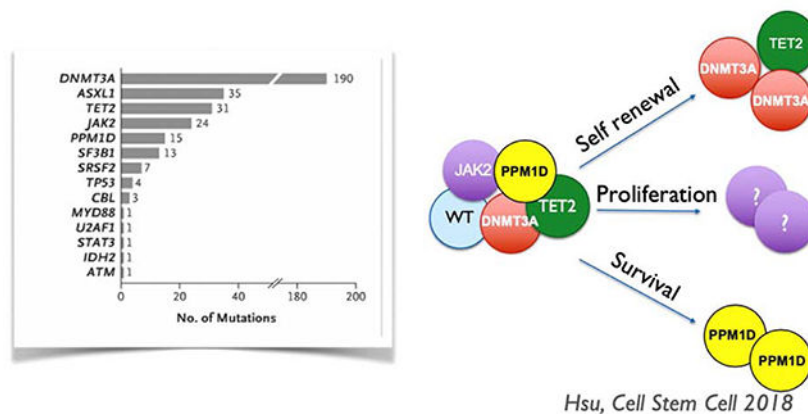 DNMT3A 190
ASXL1 35
TET2 31
JAK2 24
PPM1D 15
SF3B1 13
SRSF2 7
TP53 4
CBL 3
MYD88 1
U2AF1 1
STAT3 1
IDH2 1
ATM 1
0 20 40 180 200
No. of Mutations
JAK2
PPM1D
WT
DNMT3A
TET2
Self renewal
TET2
DNMT3A
DNMT3A
Proliferation
?
?
Survival
PPM1D
PPM1D
Hsu, Cell Stem Cell 2018